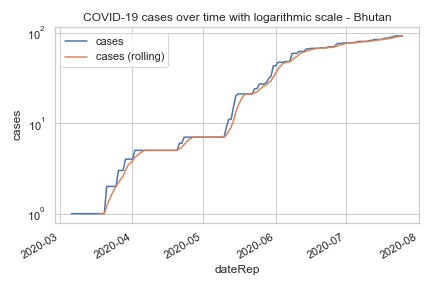 COVID-19 cases over time with logarithmic scale - Bhutan
cases
cases (rolling)
10²
10¹
10⁰
cases
2020-03
2020-04
2020-05
2020-06
2020-07
2020-08
dateRep